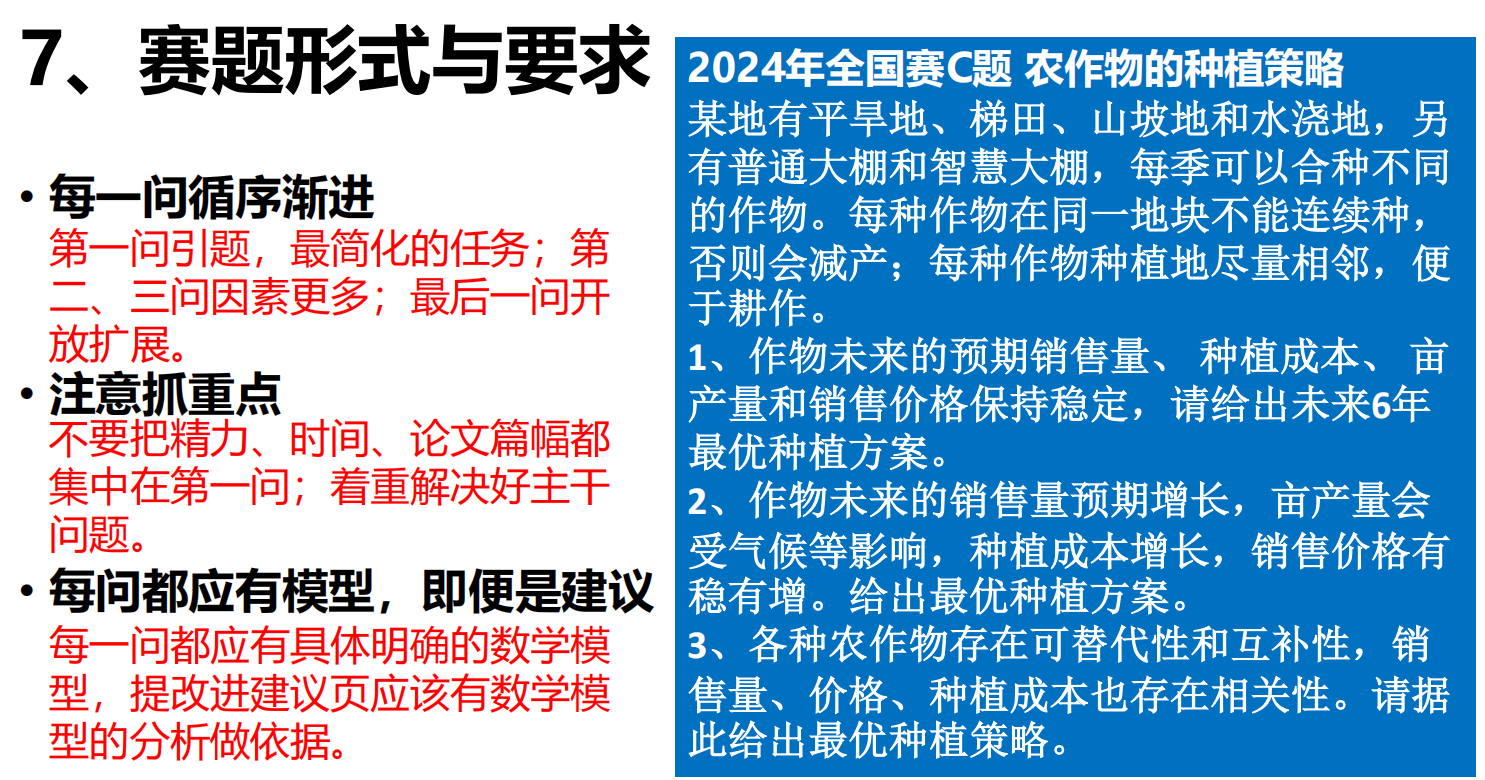 7、赛题形式与要求
• 每一问循序渐进
第一问引题，最简化的任务；第
二、三问因素更多；最后一问开
放扩展。
• 注意抓重点
不要把精力、时间、论文篇幅都
集中在第一问；着重解决好主干
问题。
• 每问都应有模型，即便是建议
每一问都应有具体明确的数学模
型，提改进建议页应该有数学模
型的分析做依据。
2024年全国赛C题 农作物的种植策略
某地有平旱地、梯田、山坡地和水浇地，另
有普通大棚和智慧大棚，每季可以合种不同
的作物。每种作物在同一地块不能连续种，
否则会减产；每种作物种植地尽量相邻，便
于耕作。
1、作物未来的预期销售量、 种植成本、 亩
产量和销售价格保持稳定，请给出未来6年
最优种植方案。
2、作物未来的销售量预期增长，亩产量会
受气候等影响，种植成本增长，销售价格有
稳有增。给出最优种植方案。
3、各种农作物存在可替代性和互补性，销
售量、价格、种植成本也存在相关性。请据
此给出最优种植策略。